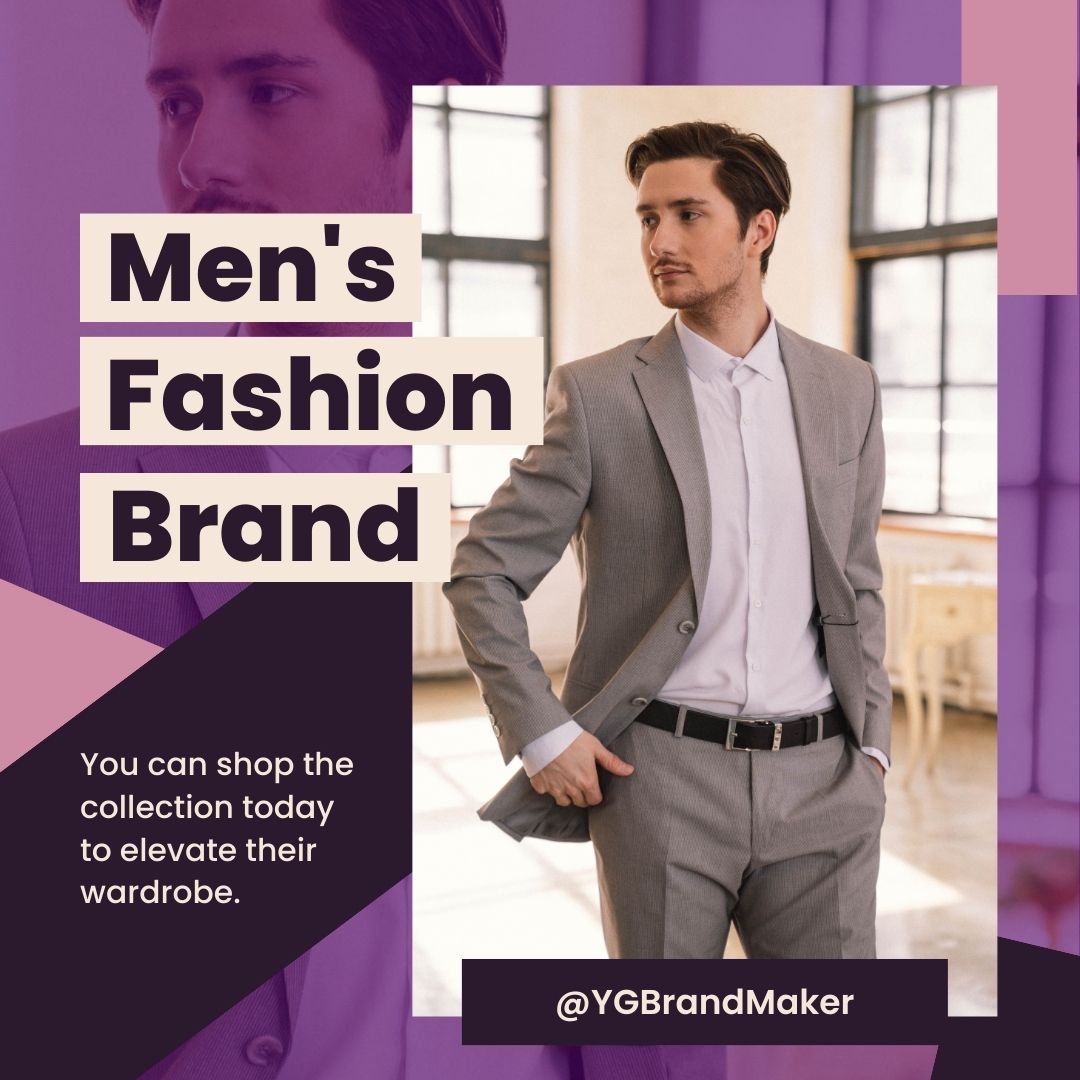 Men's
Fashion
Brand
You can shop the
collection today
to elevate their
wardrobe.
@YGBrandMaker